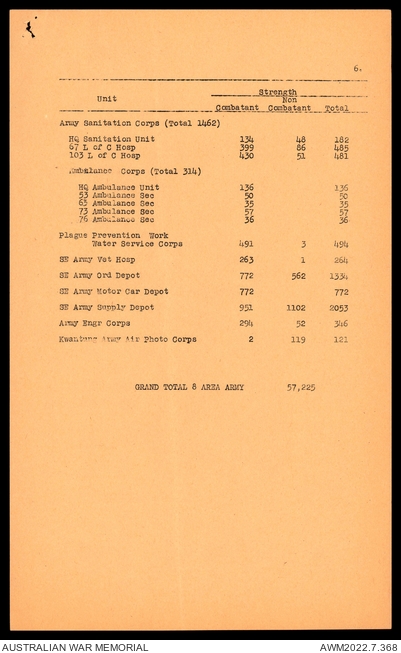 6.
Strength
Unit Non
Combatant Combatant Total
Army Sanitation Corps (Total 1462)
HQ Sanitation Unit 134 48 182
67 L of C Hosp 399 86 485
103 L of C Hosp 430 51 481
Ambulance Corps (Total 314)
HQ Ambulance Unit 136 136
53 Ambulance Sec 50 50
63 Ambulance Sec 35 35
73 Ambulance Sec 57 57
76 Ambulance Sec 36 36
Plague Prevention Work
Water Service Corps 491 3 494
SE Army Vet Hosp 263 1 264
SE Army Ord Depot 772 562 1334
SE Army Motor Car Depot 772 772
SE Army Supply Depot 951 1102 2053
Army Engr Corps 294 52 346
Kwantung Army Air Photo Corps 2 119 121
GRAND TOTAL 8 AREA ARMY 57,225
AUSTRALIAN WAR MEMORIAL AWM2022.7.368